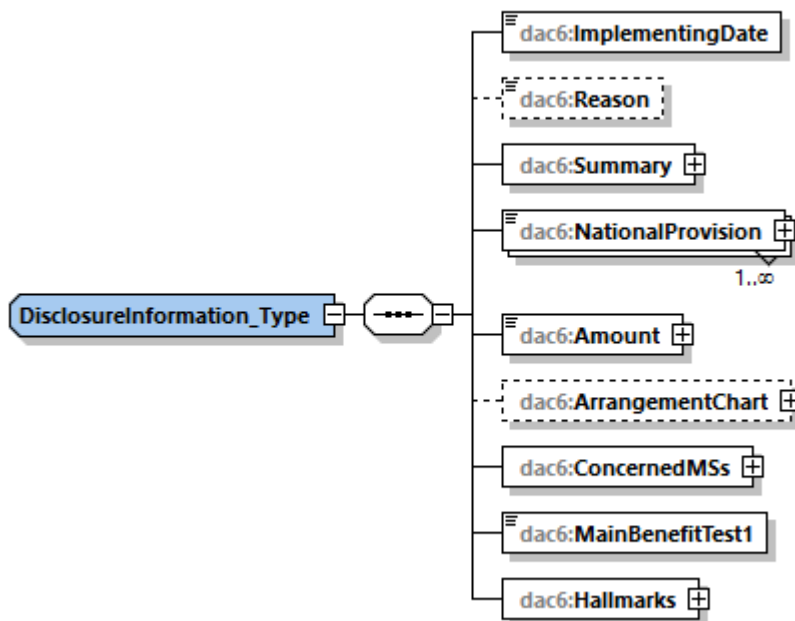 dac6:ImplementingDate
dac6:Reason
dac6:Summary
dac6:NationalProvision
1..∞
DisclosureInformation_Type
dac6:Amount
dac6:ArrangementChart
dac6:ConcernedMSs
dac6:MainBenefitTest1
dac6:Hallmarks